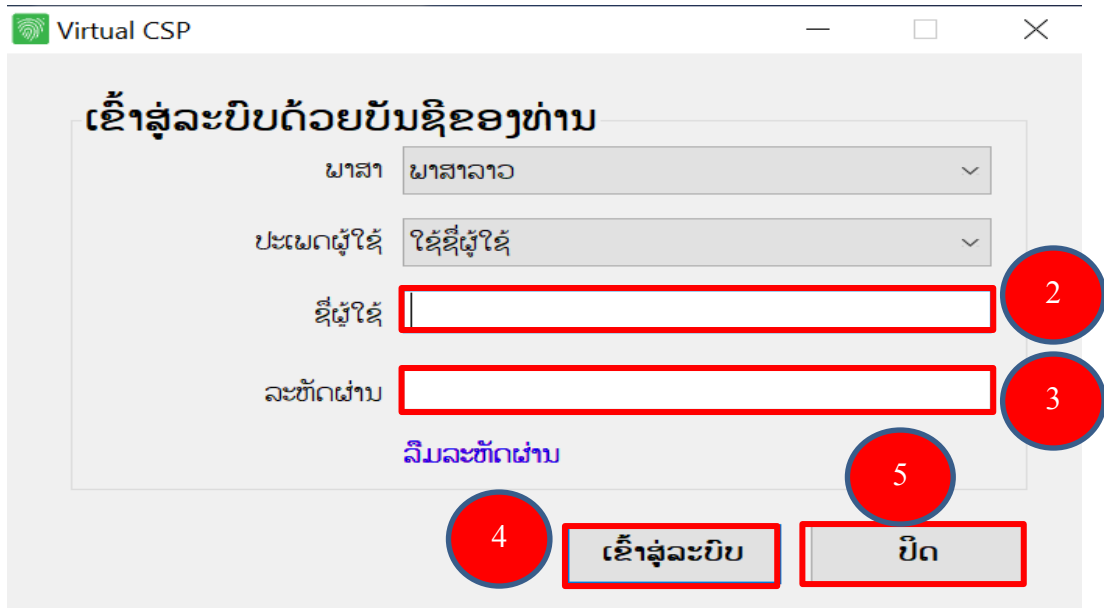 Virtual CSP
ເຂົ້າສູ່ລະບົບດ້ວຍບັນຊີຂອງທ່ານ
ພາສາ ພາສາລາວ
ປະເພດຜູ້ໃຊ້ ໃຊ້ຊື່ຜູ້ໃຊ້
2
ຊື່ຜູ້ໃຊ້
ລະຫັດຜ່ານ
3
ລືມລະຫັດຜ່ານ
5
4
ເຂົ້າສູ່ລະບົບ ປິດ